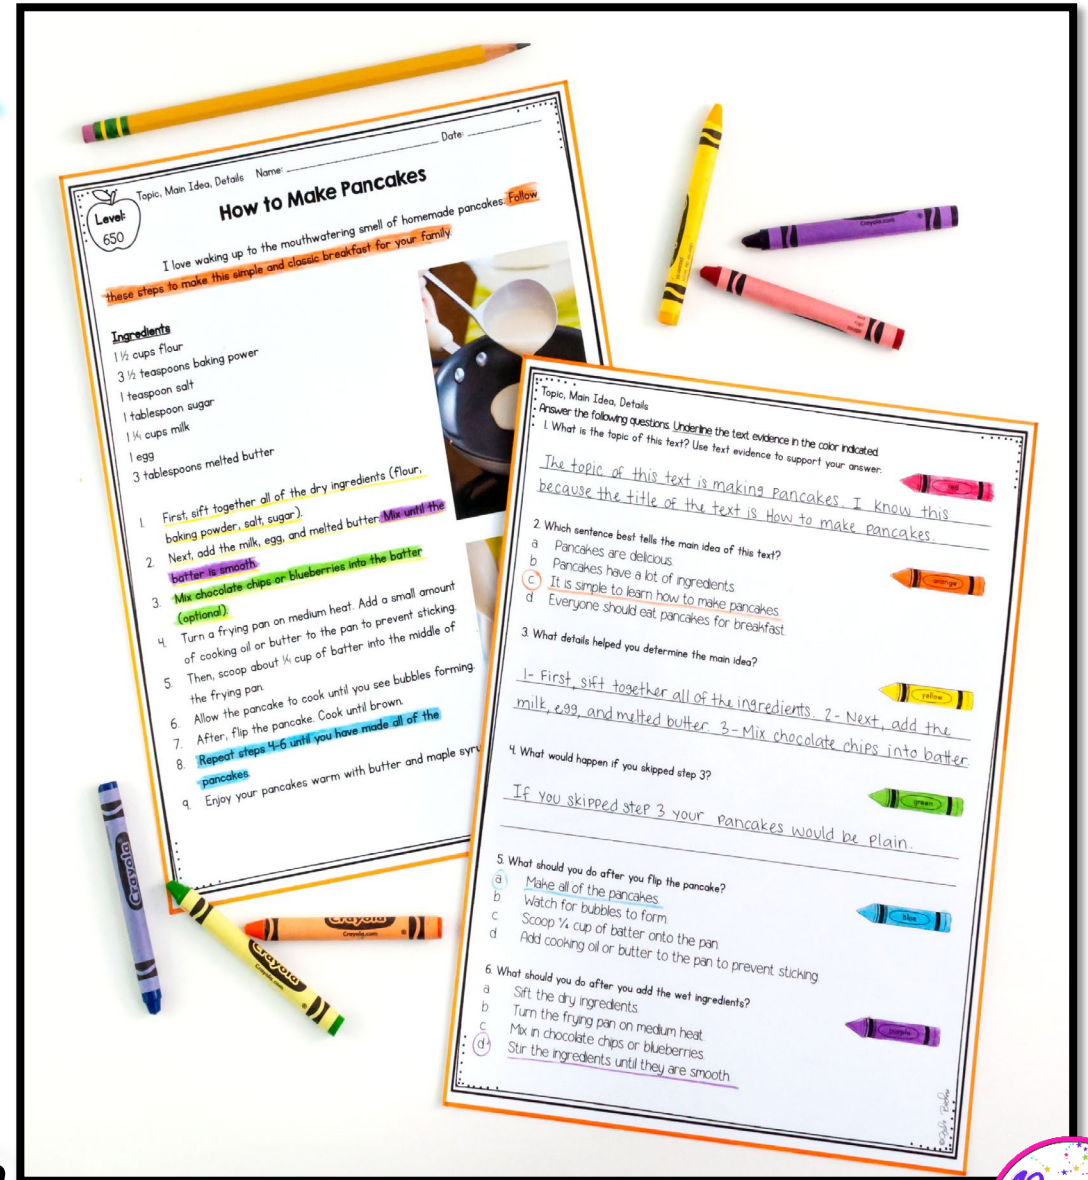 Topic, Main Idea, Details Name: Date:
Level:
650
How to Make Pancakes
I love waking up to the mouthwatering smell of homemade pancakes. Follow
these steps to make this simple and classic breakfast for your family.
Ingredients
1 ½ cups flour
3 ½ teaspoons baking power
1 teaspoon salt
1 tablespoon sugar
1 ¼ cups milk
1 egg
3 tablespoons melted butter
1. First, sift together all of the dry ingredients (flour,
baking powder, salt, sugar).
2. Next, add the milk, egg, and melted butter. Mix until the
batter is smooth.
3. Mix chocolate chips or blueberries into the batter
(optional).
4. Turn a frying pan on medium heat. Add a small amount
of cooking oil or butter to the pan to prevent sticking.
5. Then, scoop about ¼ cup of batter into the middle of
the frying pan.
6. Allow the pancake to cook until you see bubbles forming.
7. After, flip the pancake. Cook until brown.
8. Repeat steps 4-6 until you have made all of the
pancakes.
9. Enjoy your pancakes warm with butter and maple syru
Topic, Main Idea, Details
Answer the following questions. Underline the text evidence in the color indicated.
1. What is the topic of this text? Use text evidence to support your answer.
red
The topic of this text is making pancakes. I know this
because the title of the text is How to make pancakes.
2. Which sentence best tells the main idea of this text?
a Pancakes are delicious.
b Pancakes have a lot of ingredients.
orange
c. It is simple to learn how to make pancakes.
d Everyone should eat pancakes for breakfast.
3. What details helped you determine the main idea?
yellow
1- First, sift together all of the ingredients. 2- Next, add the
milk, egg, and melted butter. 3- Mix chocolate chips into batter.
4. What would happen if you skipped step 3?
green
If you skipped step 3 your pancakes would be plain.
5. What should you do after you flip the pancake?
a Make all of the pancakes.
b Watch for bubbles to form.
c Scoop ¼ cup of batter onto the pan
d Add cooking oil or butter to the pan to prevent sticking
blue
6. What should you do after you add the wet ingredients?
a Sift the dry ingredients.
b. Turn the frying pan on medium heat
c Mix in chocolate chips or blueberries.
d. Stir the ingredients until they are smooth
purple
Crayola
Crayola
Crayola.com
Crayola
Crayola.com